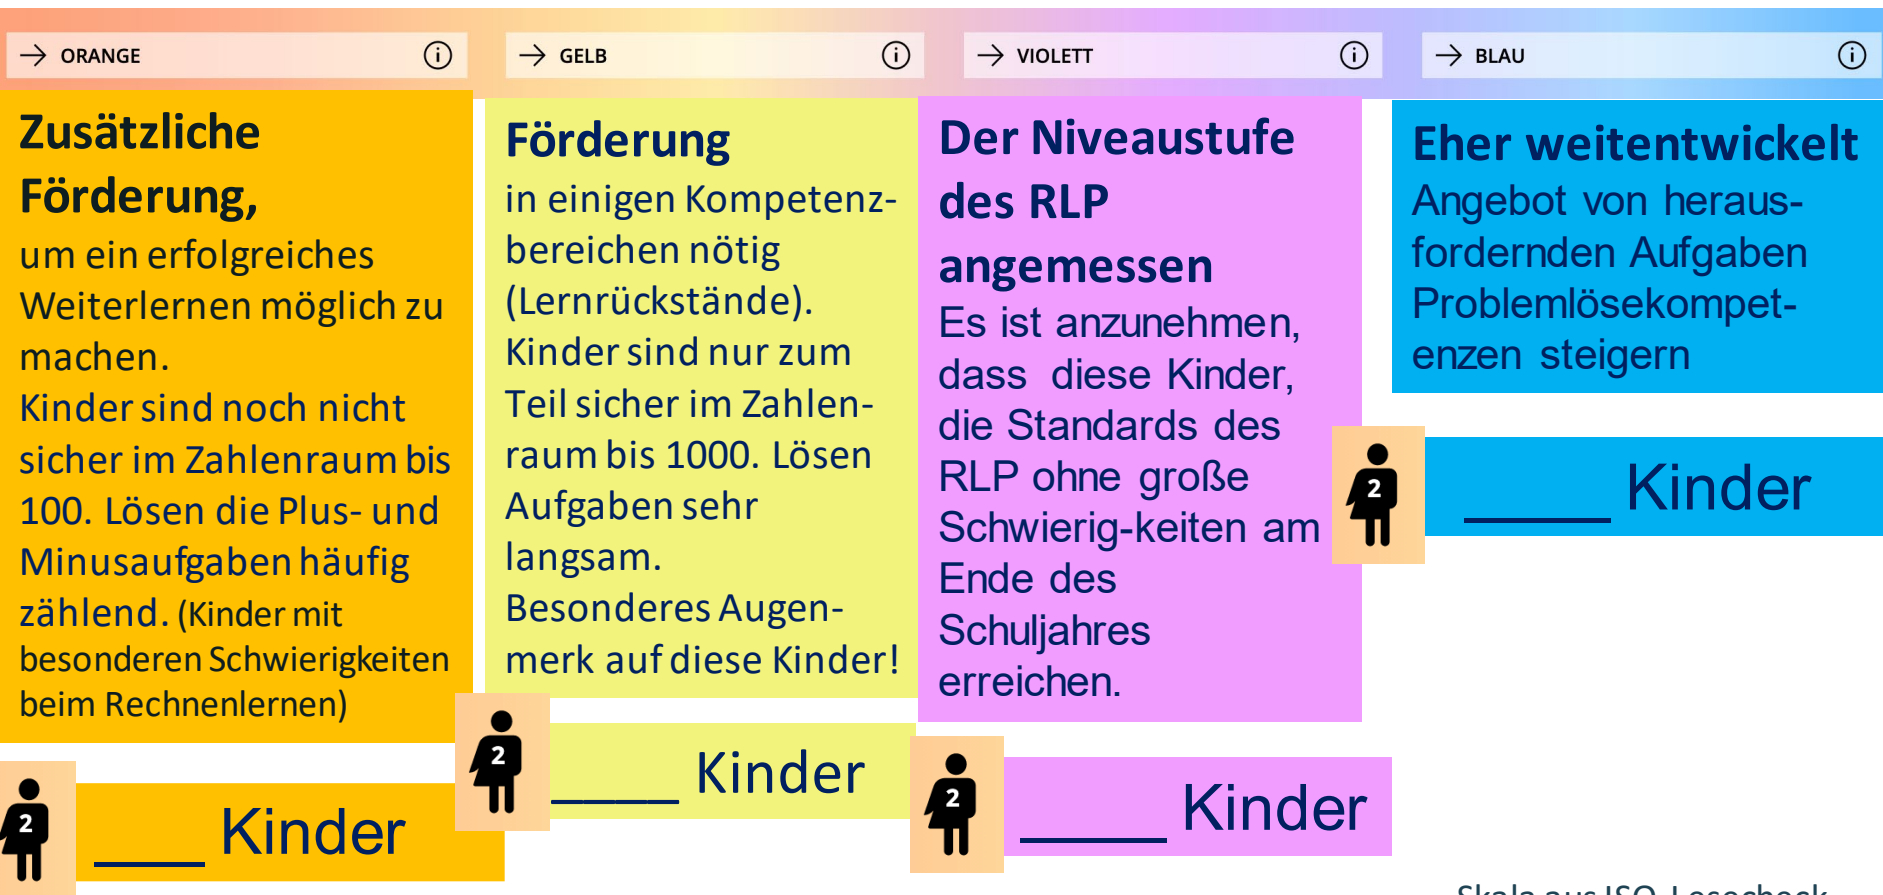 → ORANGE
Zusätzliche
Förderung,
um ein erfolgreiches
Weiterlernen möglich zu
machen.
Kinder sind noch nicht
sicher im Zahlenraum bis
100. Lösen die Plus- und
Minusaufgaben häufig
zählend. (Kinder mit
besonderen Schwierigkeiten
beim Rechnenlernen)
2
___ Kinder
→ GELB
Förderung
in einigen Kompetenz-
bereichen nötig
(Lernrückstände).
Kinder sind nur zum
Teil sicher im Zahlen-
raum bis 1000. Lösen
Aufgaben sehr
langsam.
Besonderes Augen-
merk auf diese Kinder!
2
____ Kinder
→ VIOLETT
Der Niveaustufe
des RLP
angemessen
Es ist anzunehmen,
dass diese Kinder,
die Standards des
RLP ohne große
Schwierig-keiten am
Ende des
Schuljahres
erreichen.
2
____ Kinder
→ BLAU
Eher weitentwickelt
Angebot von heraus-
fordernden Aufgaben
Problemlösekompet-
enzen steigern
2
____ Kinder
Skala aus ISQ-Lesecheck